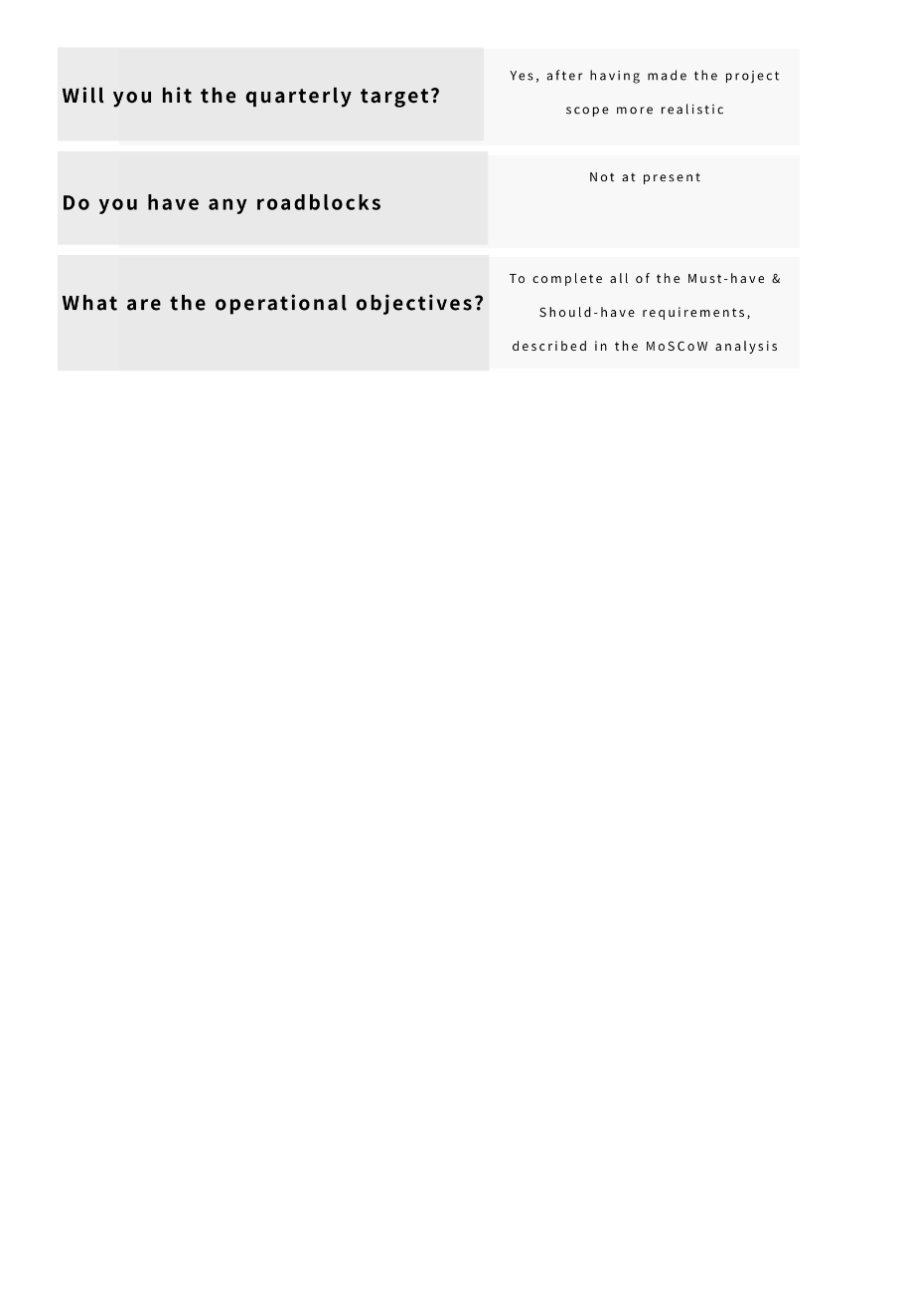 Will you hit the quarterly target?
Yes, after having made the project
scope more realistic
Do you have any roadblocks
Not at present
What are the operational objectives?
To complete all of the Must-have &
Should-have requirements,
described in the MoSCoW analysis